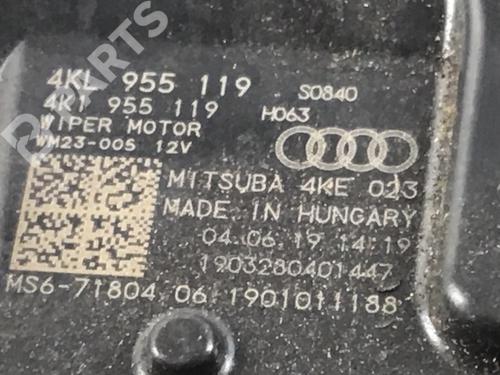 4KL 955 119 S0840
4K1 955 119 H063
WIPER MOTOR
WM23-005 12V
MITSUBA 4KE 023
MADE IN HUNGARY
04.06.19 14:19
1903280401447
MS6-71804 06 1901011188
B-PARTS